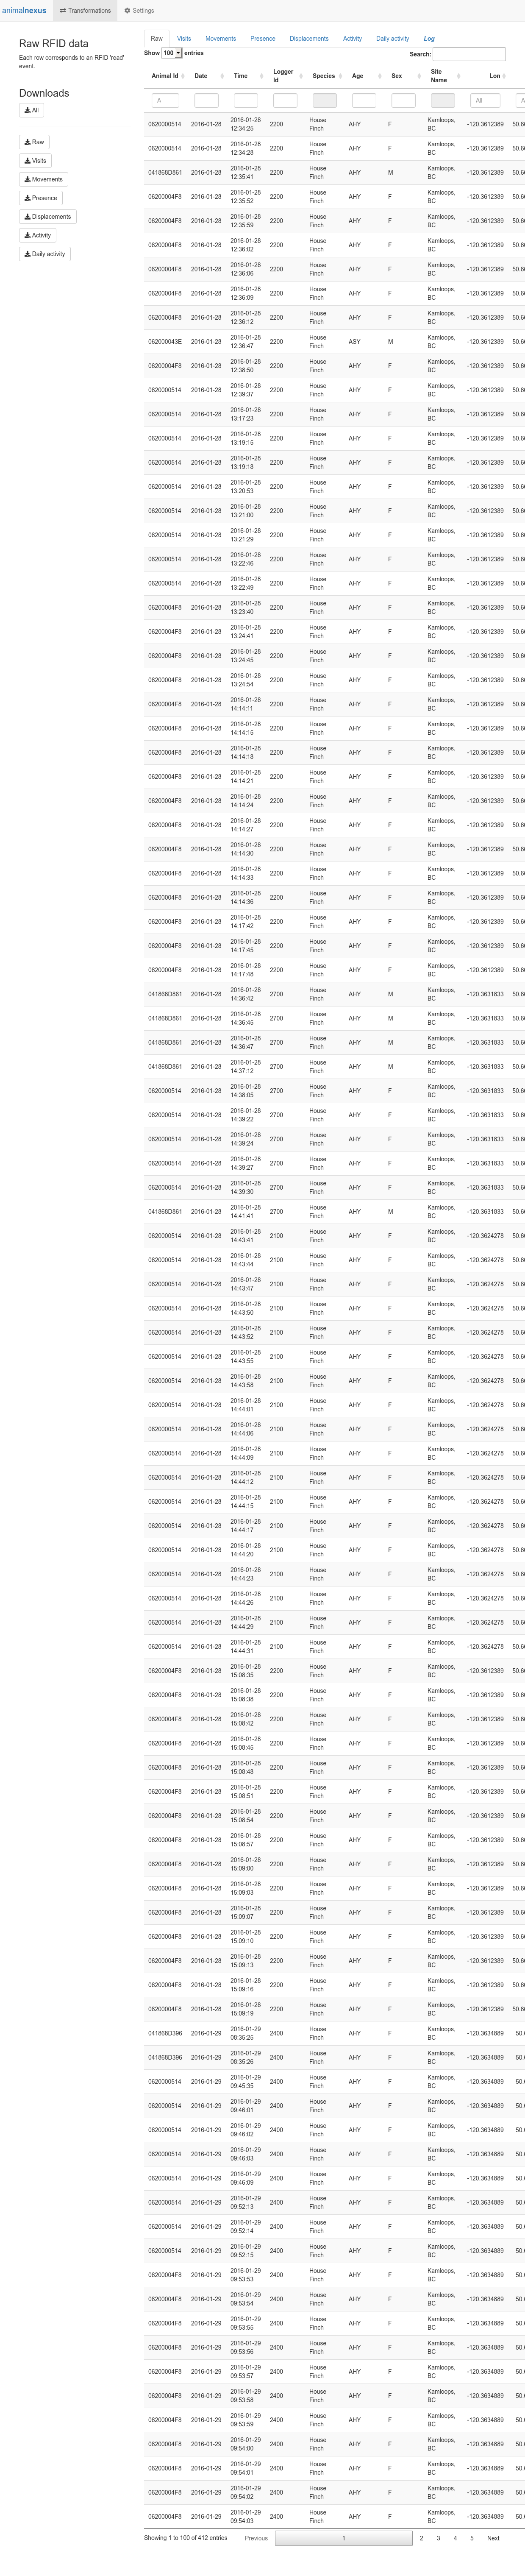 animalnexus Transformations Settings
Raw RFID data
Each row corresponds to an RFID 'read' event.
Downloads
All
Raw
Visits
Movements
Presence
Displacements
Activity
Daily activity
Raw Visits Movements Presence Displacements Activity Daily activity Log
Show 100 entries Search:
Animal Id Date Time Logger Id Species Age Sex Site Name Lon
A All A
0620000514 2016-01-28 2016-01-28 12:34:25 2200 House Finch AHY F Kamloops, BC -120.3612389
0620000514 2016-01-28 2016-01-28 12:34:28 2200 House Finch AHY F Kamloops, BC -120.3612389
041868D861 2016-01-28 2016-01-28 12:35:41 2200 House Finch AHY M Kamloops, BC -120.3612389
06200004F8 2016-01-28 2016-01-28 12:35:52 2200 House Finch AHY F Kamloops, BC -120.3612389
06200004F8 2016-01-28 2016-01-28 12:35:59 2200 House Finch AHY F Kamloops, BC -120.3612389
06200004F8 2016-01-28 2016-01-28 12:36:02 2200 House Finch AHY F Kamloops, BC -120.3612389
06200004F8 2016-01-28 2016-01-28 12:36:06 2200 House Finch AHY F Kamloops, BC -120.3612389
06200004F8 2016-01-28 2016-01-28 12:36:09 2200 House Finch AHY F Kamloops, BC -120.3612389
06200004F8 2016-01-28 2016-01-28 12:36:12 2200 House Finch AHY F Kamloops, BC -120.3612389
062000043E 2016-01-28 2016-01-28 12:36:47 2200 House Finch ASY M Kamloops, BC -120.3612389
06200004F8 2016-01-28 2016-01-28 12:38:50 2200 House Finch AHY F Kamloops, BC -120.3612389
0620000514 2016-01-28 2016-01-28 12:39:37 2200 House Finch AHY F Kamloops, BC -120.3612389
0620000514 2016-01-28 2016-01-28 13:17:23 2200 House Finch AHY F Kamloops, BC -120.3612389
0620000514 2016-01-28 2016-01-28 13:19:15 2200 House Finch AHY F Kamloops, BC -120.3612389
0620000514 2016-01-28 2016-01-28 13:19:18 2200 House Finch AHY F Kamloops, BC -120.3612389
0620000514 2016-01-28 2016-01-28 13:20:53 2200 House Finch AHY F Kamloops, BC -120.3612389
0620000514 2016-01-28 2016-01-28 13:21:00 2200 House Finch AHY F Kamloops, BC -120.3612389
0620000514 2016-01-28 2016-01-28 13:21:29 2200 House Finch AHY F Kamloops, BC -120.3612389
0620000514 2016-01-28 2016-01-28 13:22:46 2200 House Finch AHY F Kamloops, BC -120.3612389
0620000514 2016-01-28 2016-01-28 13:22:49 2200 House Finch AHY F Kamloops, BC -120.3612389
06200004F8 2016-01-28 2016-01-28 13:23:40 2200 House Finch AHY F Kamloops, BC -120.3612389
06200004F8 2016-01-28 2016-01-28 13:24:41 2200 House Finch AHY F Kamloops, BC -120.3612389
06200004F8 2016-01-28 2016-01-28 13:24:45 2200 House Finch AHY F Kamloops, BC -120.3612389
06200004F8 2016-01-28 2016-01-28 13:24:54 2200 House Finch AHY F Kamloops, BC -120.3612389
06200004F8 2016-01-28 2016-01-28 14:14:11 2200 House Finch AHY F Kamloops, BC -120.3612389
06200004F8 2016-01-28 2016-01-28 14:14:15 2200 House Finch AHY F Kamloops, BC -120.3612389
06200004F8 2016-01-28 2016-01-28 14:14:18 2200 House Finch AHY F Kamloops, BC -120.3612389
06200004F8 2016-01-28 2016-01-28 14:14:21 2200 House Finch AHY F Kamloops, BC -120.3612389
06200004F8 2016-01-28 2016-01-28 14:14:24 2200 House Finch AHY F Kamloops, BC -120.3612389
06200004F8 2016-01-28 2016-01-28 14:14:27 2200 House Finch AHY F Kamloops, BC -120.3612389
06200004F8 2016-01-28 2016-01-28 14:14:30 2200 House Finch AHY F Kamloops, BC -120.3612389
06200004F8 2016-01-28 2016-01-28 14:14:33 2200 House Finch AHY F Kamloops, BC -120.3612389
06200004F8 2016-01-28 2016-01-28 14:14:36 2200 House Finch AHY F Kamloops, BC -120.3612389
06200004F8 2016-01-28 2016-01-28 14:17:42 2200 House Finch AHY F Kamloops, BC -120.3612389
06200004F8 2016-01-28 2016-01-28 14:17:45 2200 House Finch AHY F Kamloops, BC -120.3612389
06200004F8 2016-01-28 2016-01-28 14:17:48 2200 House Finch AHY F Kamloops, BC -120.3612389
041868D861 2016-01-28 2016-01-28 14:36:42 2700 House Finch AHY M Kamloops, BC -120.3631833
041868D861 2016-01-28 2016-01-28 14:36:45 2700 House Finch AHY M Kamloops, BC -120.3631833
041868D861 2016-01-28 2016-01-28 14:36:47 2700 House Finch AHY M Kamloops, BC -120.3631833
041868D861 2016-01-28 2016-01-28 14:37:12 2700 House Finch AHY M Kamloops, BC -120.3631833
0620000514 2016-01-28 2016-01-28 14:38:05 2700 House Finch AHY F Kamloops, BC -120.3631833
0620000514 2016-01-28 2016-01-28 14:39:22 2700 House Finch AHY F Kamloops, BC -120.3631833
0620000514 2016-01-28 2016-01-28 14:39:24 2700 House Finch AHY F Kamloops, BC -120.3631833
0620000514 2016-01-28 2016-01-28 14:39:27 2700 House Finch AHY F Kamloops, BC -120.3631833
0620000514 2016-01-28 2016-01-28 14:39:30 2700 House Finch AHY F Kamloops, BC -120.3631833
041868D861 2016-01-28 2016-01-28 14:41:41 2700 House Finch AHY M Kamloops, BC -120.3631833
0620000514 2016-01-28 2016-01-28 14:43:41 2100 House Finch AHY F Kamloops, BC -120.3624278
0620000514 2016-01-28 2016-01-28 14:43:44 2100 House Finch AHY F Kamloops, BC -120.3624278
0620000514 2016-01-28 2016-01-28 14:43:47 2100 House Finch AHY F Kamloops, BC -120.3624278
0620000514 2016-01-28 2016-01-28 14:43:50 2100 House Finch AHY F Kamloops, BC -120.3624278
0620000514 2016-01-28 2016-01-28 14:43:52 2100 House Finch AHY F Kamloops, BC -120.3624278
0620000514 2016-01-28 2016-01-28 14:43:55 2100 House Finch AHY F Kamloops, BC -120.3624278
0620000514 2016-01-28 2016-01-28 14:43:58 2100 House Finch AHY F Kamloops, BC -120.3624278
0620000514 2016-01-28 2016-01-28 14:44:01 2100 House Finch AHY F Kamloops, BC -120.3624278
0620000514 2016-01-28 2016-01-28 14:44:06 2100 House Finch AHY F Kamloops, BC -120.3624278
0620000514 2016-01-28 2016-01-28 14:44:09 2100 House Finch AHY F Kamloops, BC -120.3624278
0620000514 2016-01-28 2016-01-28 14:44:12 2100 House Finch AHY F Kamloops, BC -120.3624278
0620000514 2016-01-28 2016-01-28 14:44:15 2100 House Finch AHY F Kamloops, BC -120.3624278
0620000514 2016-01-28 2016-01-28 14:44:17 2100 House Finch AHY F Kamloops, BC -120.3624278
0620000514 2016-01-28 2016-01-28 14:44:20 2100 House Finch AHY F Kamloops, BC -120.3624278
0620000514 2016-01-28 2016-01-28 14:44:23 2100 House Finch AHY F Kamloops, BC -120.3624278
0620000514 2016-01-28 2016-01-28 14:44:26 2100 House Finch AHY F Kamloops, BC -120.3624278
0620000514 2016-01-28 2016-01-28 14:44:29 2100 House Finch AHY F Kamloops, BC -120.3624278
0620000514 2016-01-28 2016-01-28 14:44:31 2100 House Finch AHY F Kamloops, BC -120.3624278
06200004F8 2016-01-28 2016-01-28 15:08:35 2200 House Finch AHY F Kamloops, BC -120.3612389
06200004F8 2016-01-28 2016-01-28 15:08:38 2200 House Finch AHY F Kamloops, BC -120.3612389
06200004F8 2016-01-28 2016-01-28 15:08:42 2200 House Finch AHY F Kamloops, BC -120.3612389
06200004F8 2016-01-28 2016-01-28 15:08:45 2200 House Finch AHY F Kamloops, BC -120.3612389
06200004F8 2016-01-28 2016-01-28 15:08:48 2200 House Finch AHY F Kamloops, BC -120.3612389
06200004F8 2016-01-28 2016-01-28 15:08:51 2200 House Finch AHY F Kamloops, BC -120.3612389
06200004F8 2016-01-28 2016-01-28 15:08:54 2200 House Finch AHY F Kamloops, BC -120.3612389
06200004F8 2016-01-28 2016-01-28 15:08:57 2200 House Finch AHY F Kamloops, BC -120.3612389
06200004F8 2016-01-28 2016-01-28 15:09:00 2200 House Finch AHY F Kamloops, BC -120.3612389
06200004F8 2016-01-28 2016-01-28 15:09:03 2200 House Finch AHY F Kamloops, BC -120.3612389
06200004F8 2016-01-28 2016-01-28 15:09:07 2200 House Finch AHY F Kamloops, BC -120.3612389
06200004F8 2016-01-28 2016-01-28 15:09:10 2200 House Finch AHY F Kamloops, BC -120.3612389
06200004F8 2016-01-28 2016-01-28 15:09:13 2200 House Finch AHY F Kamloops, BC -120.3612389
06200004F8 2016-01-28 2016-01-28 15:09:16 2200 House Finch AHY F Kamloops, BC -120.3612389
06200004F8 2016-01-28 2016-01-28 15:09:19 2200 House Finch AHY F Kamloops, BC -120.3612389
041868D396 2016-01-29 2016-01-29 08:35:25 2400 House Finch AHY F Kamloops, BC -120.3634889
041868D396 2016-01-29 2016-01-29 08:35:26 2400 House Finch AHY F Kamloops, BC -120.3634889
0620000514 2016-01-29 2016-01-29 09:45:35 2400 House Finch AHY F Kamloops, BC -120.3634889
0620000514 2016-01-29 2016-01-29 09:46:01 2400 House Finch AHY F Kamloops, BC -120.3634889
0620000514 2016-01-29 2016-01-29 09:46:02 2400 House Finch AHY F Kamloops, BC -120.3634889
0620000514 2016-01-29 2016-01-29 09:46:03 2400 House Finch AHY F Kamloops, BC -120.3634889
0620000514 2016-01-29 2016-01-29 09:46:09 2400 House Finch AHY F Kamloops, BC -120.3634889
0620000514 2016-01-29 2016-01-29 09:52:13 2400 House Finch AHY F Kamloops, BC -120.3634889
0620000514 2016-01-29 2016-01-29 09:52:14 2400 House Finch AHY F Kamloops, BC -120.3634889
0620000514 2016-01-29 2016-01-29 09:52:15 2400 House Finch AHY F Kamloops, BC -120.3634889
06200004F8 2016-01-29 2016-01-29 09:53:53 2400 House Finch AHY F Kamloops, BC -120.3634889
06200004F8 2016-01-29 2016-01-29 09:53:54 2400 House Finch AHY F Kamloops, BC -120.3634889
06200004F8 2016-01-29 2016-01-29 09:53:55 2400 House Finch AHY F Kamloops, BC -120.3634889
06200004F8 2016-01-29 2016-01-29 09:53:56 2400 House Finch AHY F Kamloops, BC -120.3634889
06200004F8 2016-01-29 2016-01-29 09:53:57 2400 House Finch AHY F Kamloops, BC -120.3634889
06200004F8 2016-01-29 2016-01-29 09:53:58 2400 House Finch AHY F Kamloops, BC -120.3634889
06200004F8 2016-01-29 2016-01-29 09:53:59 2400 House Finch AHY F Kamloops, BC -120.3634889
06200004F8 2016-01-29 2016-01-29 09:54:00 2400 House Finch AHY F Kamloops, BC -120.3634889
06200004F8 2016-01-29 2016-01-29 09:54:01 2400 House Finch AHY F Kamloops, BC -120.3634889
06200004F8 2016-01-29 2016-01-29 09:54:02 2400 House Finch AHY F Kamloops, BC -120.3634889
06200004F8 2016-01-29 2016-01-29 09:54:03 2400 House Finch AHY F Kamloops, BC -120.3634889
Showing 1 to 100 of 412 entries Previous 1 2 3 4 5 Next